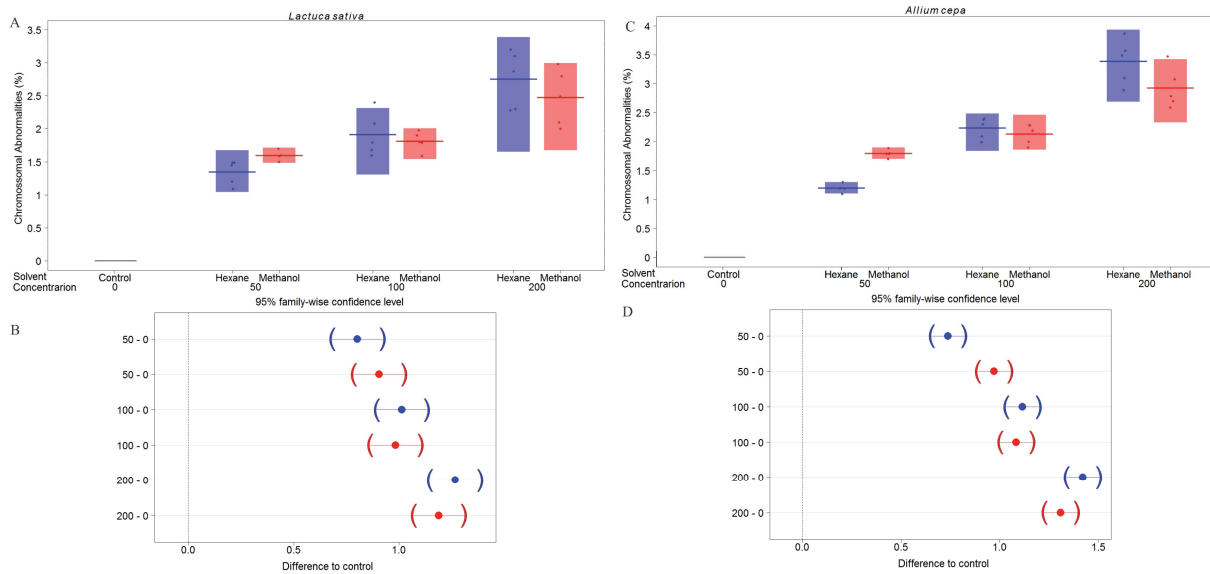 A
Lactuca sativa
Chromossomal Abnormalities (%)
3.5
3
2.5
2
1.5
1
0.5
0
Solvent Control Hexane Methanol Hexane Methanol Hexane Methanol
Concentrarion 0 50 100 200
95% family-wise confidence level
B
50 - 0
50 - 0
100 - 0
100 - 0
200 - 0
200 - 0
0.0 0.5 1.0
Difference to control
C
Allium cepa
Chromossomal Abnormalities (%)
4
3.5
3
2.5
2
1.5
1
0.5
0
Solvent Control Hexane Methanol Hexane Methanol Hexane Methanol
Concentrarion 0 50 100 200
95% family-wise confidence level
D
50 - 0
50 - 0
100 - 0
100 - 0
200 - 0
200 - 0
0.0 0.5 1.0 1.5
Difference to control